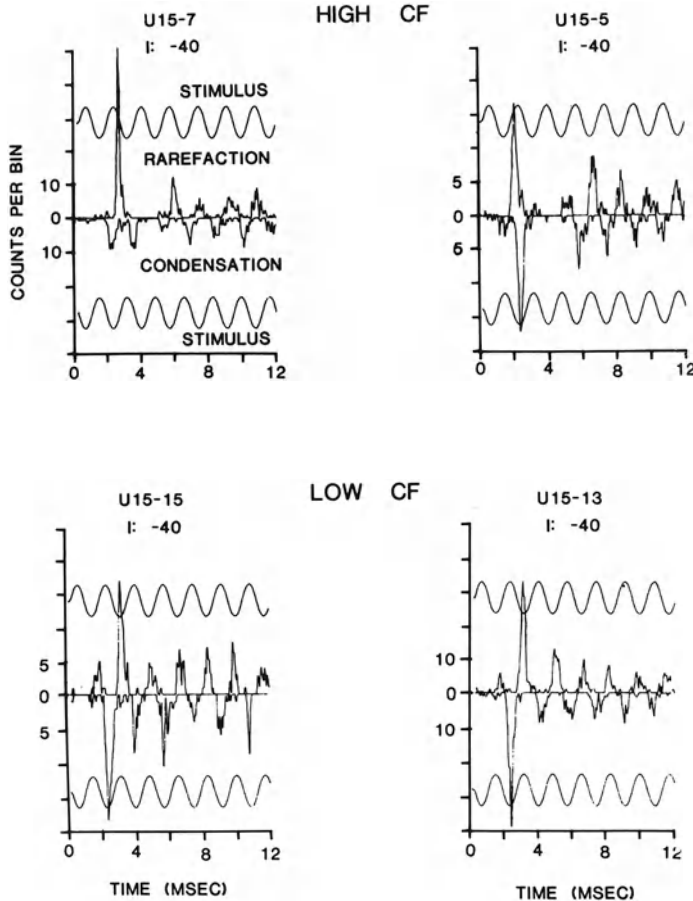 HIGH CF
U15-7
I: -40
U15-5
I: -40
COUNTS PER BIN
STIMULUS
RAREFACTION
10
0
10
CONDENSATION
STIMULUS
0 4 8 12
5
0
5
0 4 8 12
LOW CF
U15-15
I: -40
U15-13
I: -40
5
0
5
0 4 8 12
TIME (MSEC)
10
0
10
0 4 8 12
TIME (MSEC)